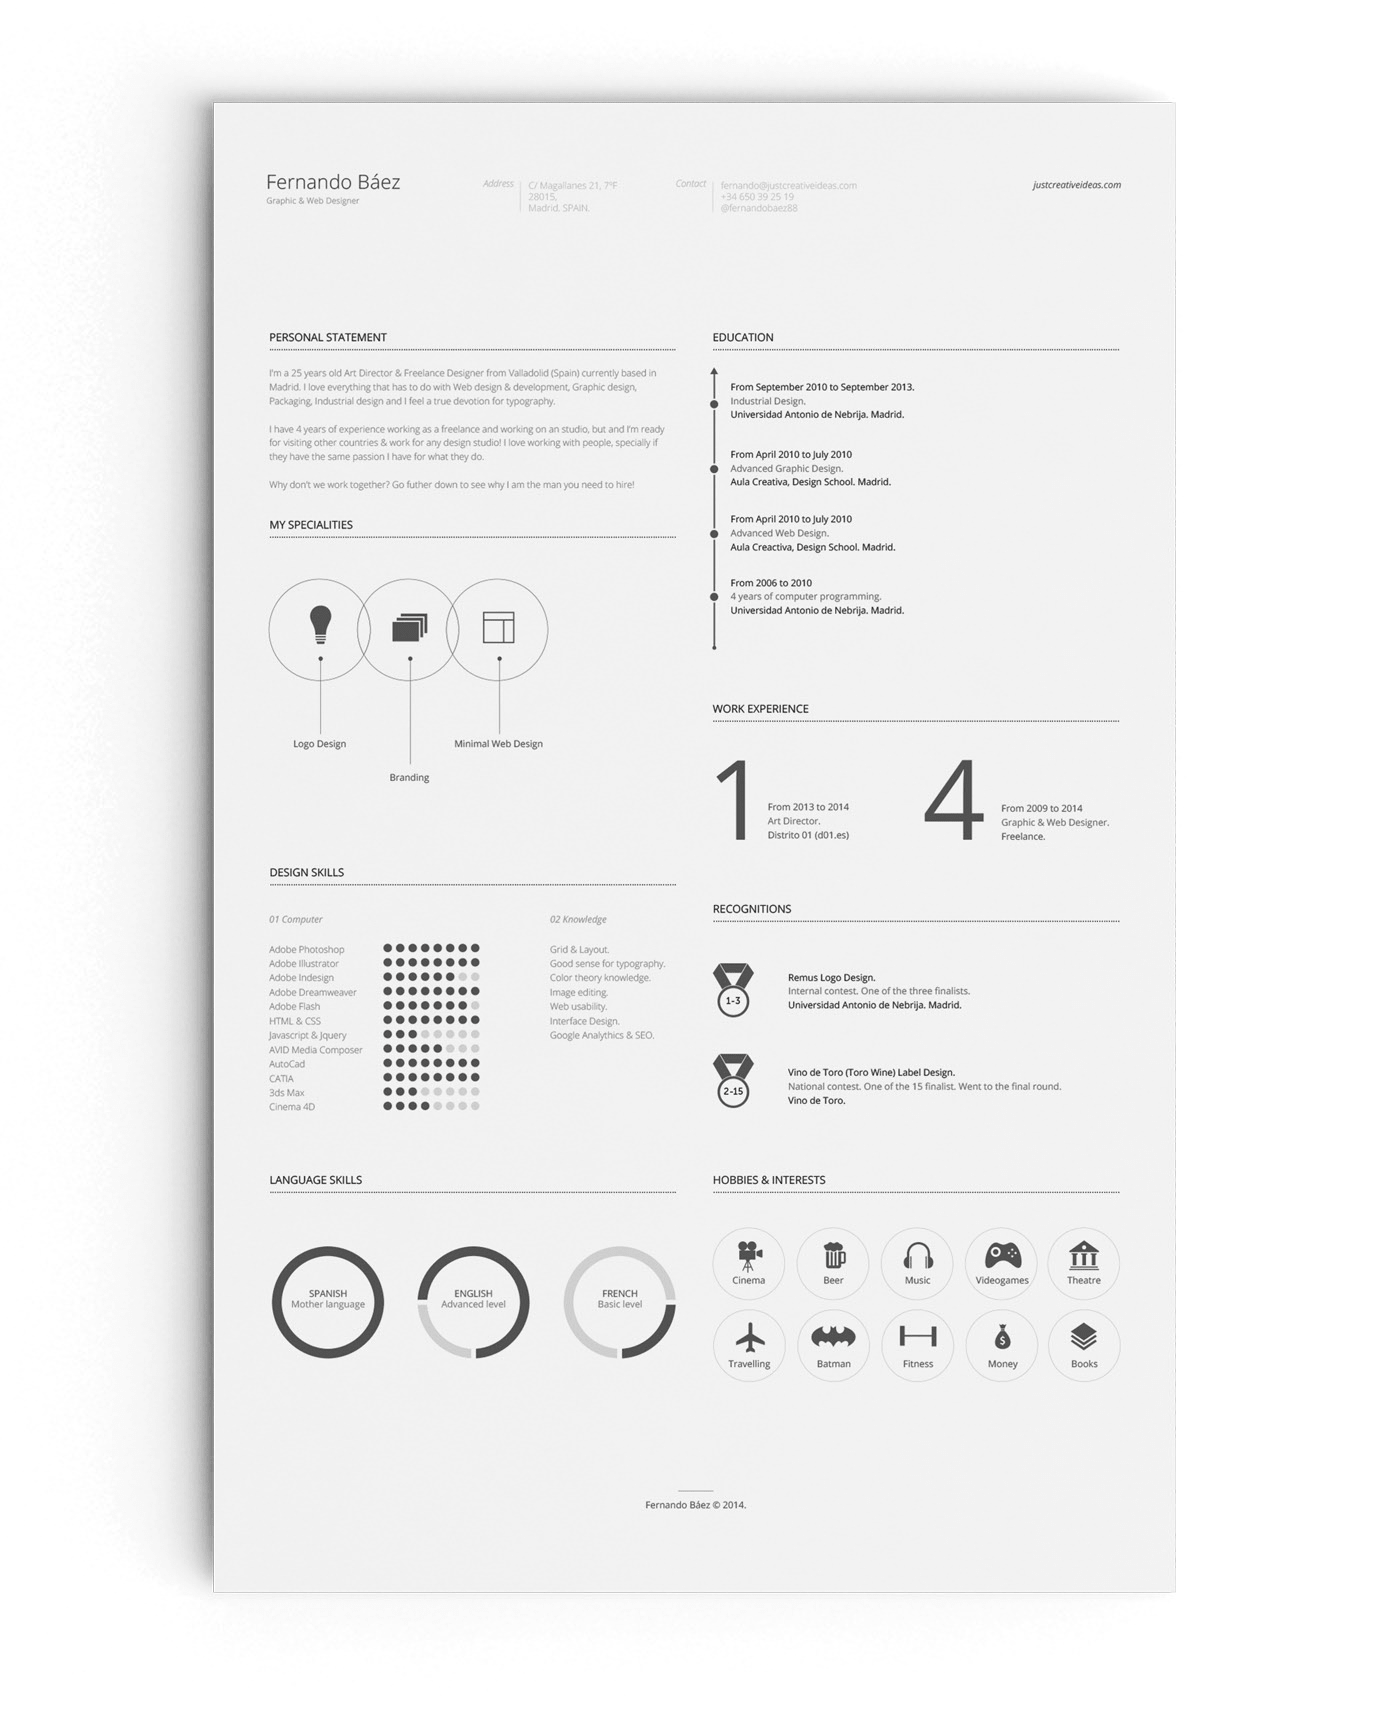 Fernando Báez
Graphic & Web Designer
Address
C/ Magallanes 21, 7ºF
28015,
Madrid, SPAIN.
Contact
fernando@justcreativeideas.com
+34 650 39 25 19
@fernandobaez88
justcreativeideas.com
PERSONAL STATEMENT
I'm a 25 years old Art Director & Freelance Designer from Valladolid (Spain) currently based in
Madrid. I love everything that has to do with Web design & development, Graphic design,
Packaging, Industrial design and I feel a true devotion for typography.
I have 4 years of experience working as a freelance and working on an studio, but and I'm ready
for visiting other countries & work for any design studio! I love working with people, specially if
they have the same passion I have for what they do.
Why don't we work together? Go futher down to see why I am the man you need to hire!
MY SPECIALITIES
Logo Design
Branding
Minimal Web Design
DESIGN SKILLS
01 Computer
Adobe Photoshop
Adobe Illustrator
Adobe Indesign
Adobe Dreamweaver
Adobe Flash
HTML & CSS
Javascript & Jquery
AVID Media Composer
AutoCad
CATIA
3ds Max
Cinema 4D
02 Knowledge
Grid & Layout.
Good sense for typography.
Color theory knowledge.
Image editing.
Web usability.
Interface Design.
Google Analythics & SEO.
LANGUAGE SKILLS
SPANISH
Mother language
ENGLISH
Advanced level
FRENCH
Basic level
EDUCATION
From September 2010 to September 2013.
Industrial Design.
Universidad Antonio de Nebrija. Madrid.
From April 2010 to July 2010
Advanced Graphic Design.
Aula Creativa, Design School. Madrid.
From April 2010 to July 2010
Advanced Web Design.
Aula Creactiva, Design School. Madrid.
From 2006 to 2010
4 years of computer programming.
Universidad Antonio de Nebrija. Madrid.
WORK EXPERIENCE
1
From 2013 to 2014
Art Director.
Distrito 01 (d01.es)
4
From 2009 to 2014
Graphic & Web Designer.
Freelance.
RECOGNITIONS
1-3
Remus Logo Design.
Internal contest. One of the three finalists.
Universidad Antonio de Nebrija. Madrid.
2-15
Vino de Toro (Toro Wine) Label Design.
National contest. One of the 15 finalist. Went to the final round.
Vino de Toro.
HOBBIES & INTERESTS
Cinema
Beer
Music
Videogames
Theatre
Travelling
Batman
Fitness
$
Money
Books
Fernando Báez © 2014.